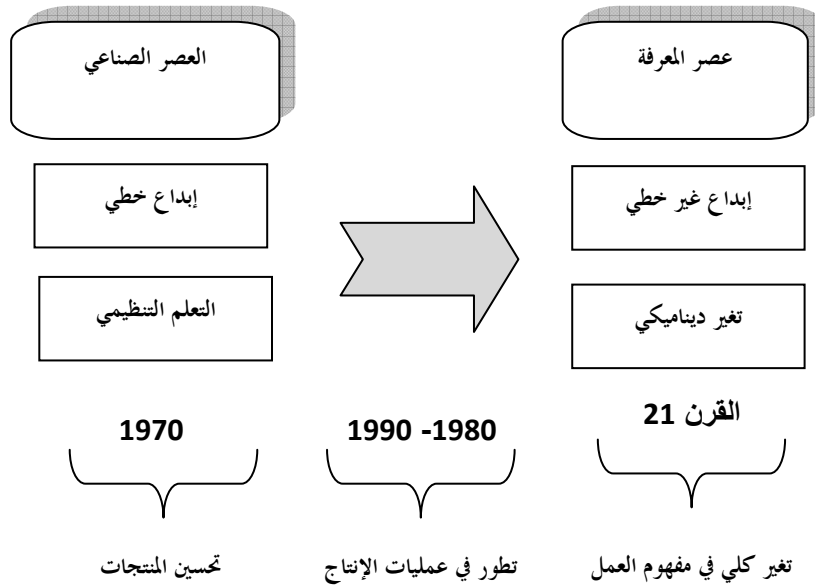 عصر المعرفة
العصر الصناعي
إبداع غير خطي
إبداع خطي
تغير ديناميكي
التعلم التنظيمي
القرن 21
1990 -1980
1970
تغير كلي في مفهوم العمل
تطور في عمليات الإنتاج
تحسين المنتجات